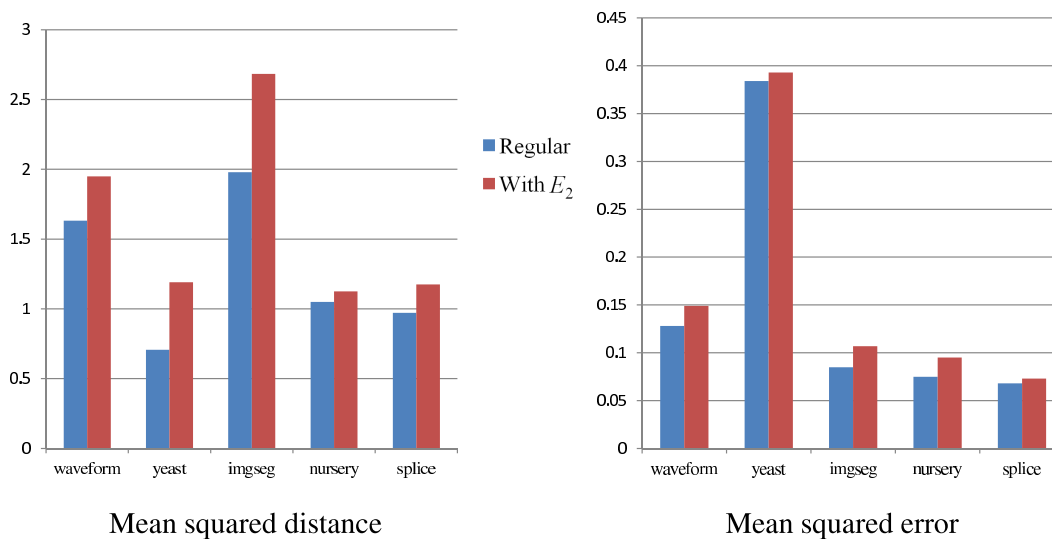 3
2.5
2
1.5
1
0.5
0
waveform yeast imgseg nursery splice
Mean squared distance
Regular
With E₂
0.45
0.4
0.35
0.3
0.25
0.2
0.15
0.1
0.05
0
waveform yeast imgseg nursery splice
Mean squared error